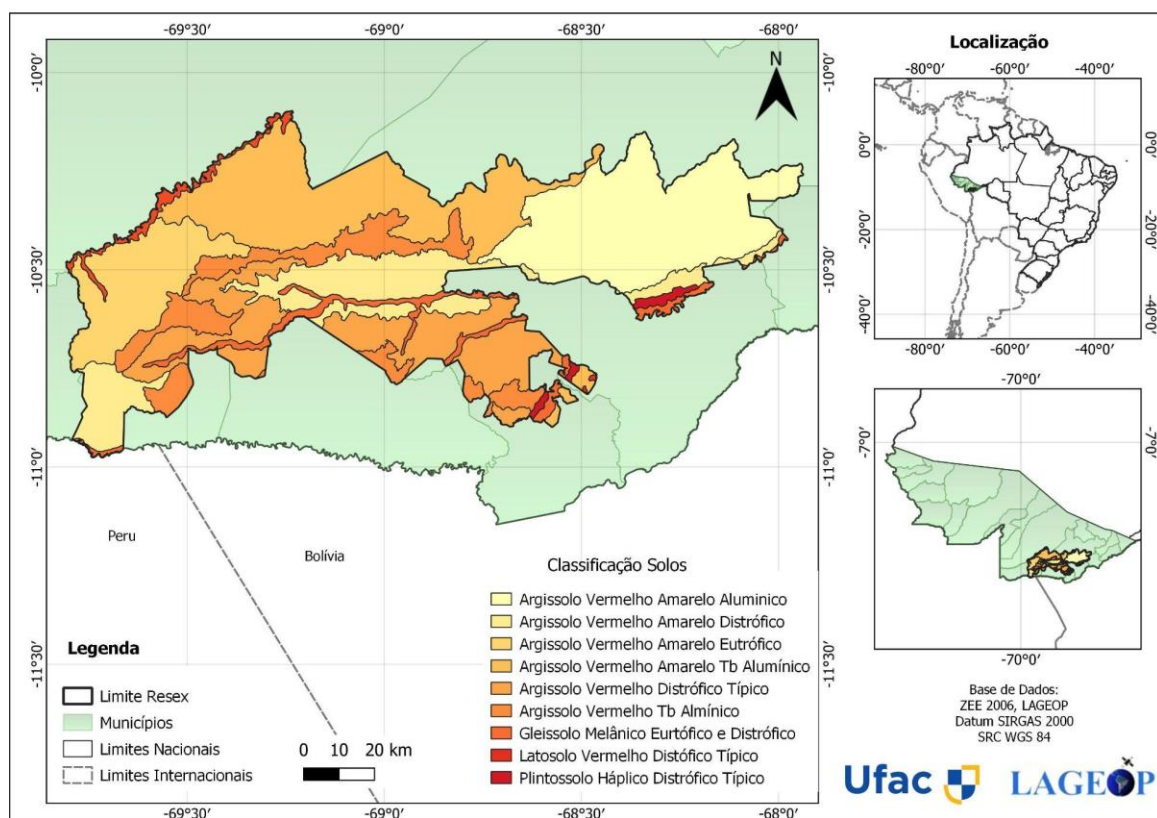 -69°30'
-69°0'
-68°30'
-68°0'
-10°0'
-10°0'
N
-10°30'
-10°30'
-11°0'
-11°0'
-11°30'
-11°30'
Peru
Bolívia
Legenda
Limite Resex
Municípios
Limites Nacionais
Limites Internacionais
0 10 20 km
Classificação Solos
Argissolo Vermelho Amarelo Aluminico
Argissolo Vermelho Amarelo Distrófico
Argissolo Vermelho Amarelo Eutrófico
Argissolo Vermelho Amarelo Tb Alumínico
Argissolo Vermelho Distrófico Típico
Argissolo Vermelho Tb Almínico
Gleissolo Melânico Eurtófico e Distrófico
Latosolo Vermelho Distófico Típico
Plintossolo Háplico Distrófico Típico
-69°30'
-69°0'
-68°30'
-68°0'
Localização
-80°0'
-60°0'
-40°0'
0°0'
0°0'
-20°0'
-20°0'
-40°0'
-40°0'
-80°0'
-60°0'
-40°0'
-70°0'
-7°0'
-7°0'
-70°0'
Base de Dados:
ZEE 2006, LAGEOP
Datum SIRGAS 2000
SRC WGS 84
Ufac
LAGEOP